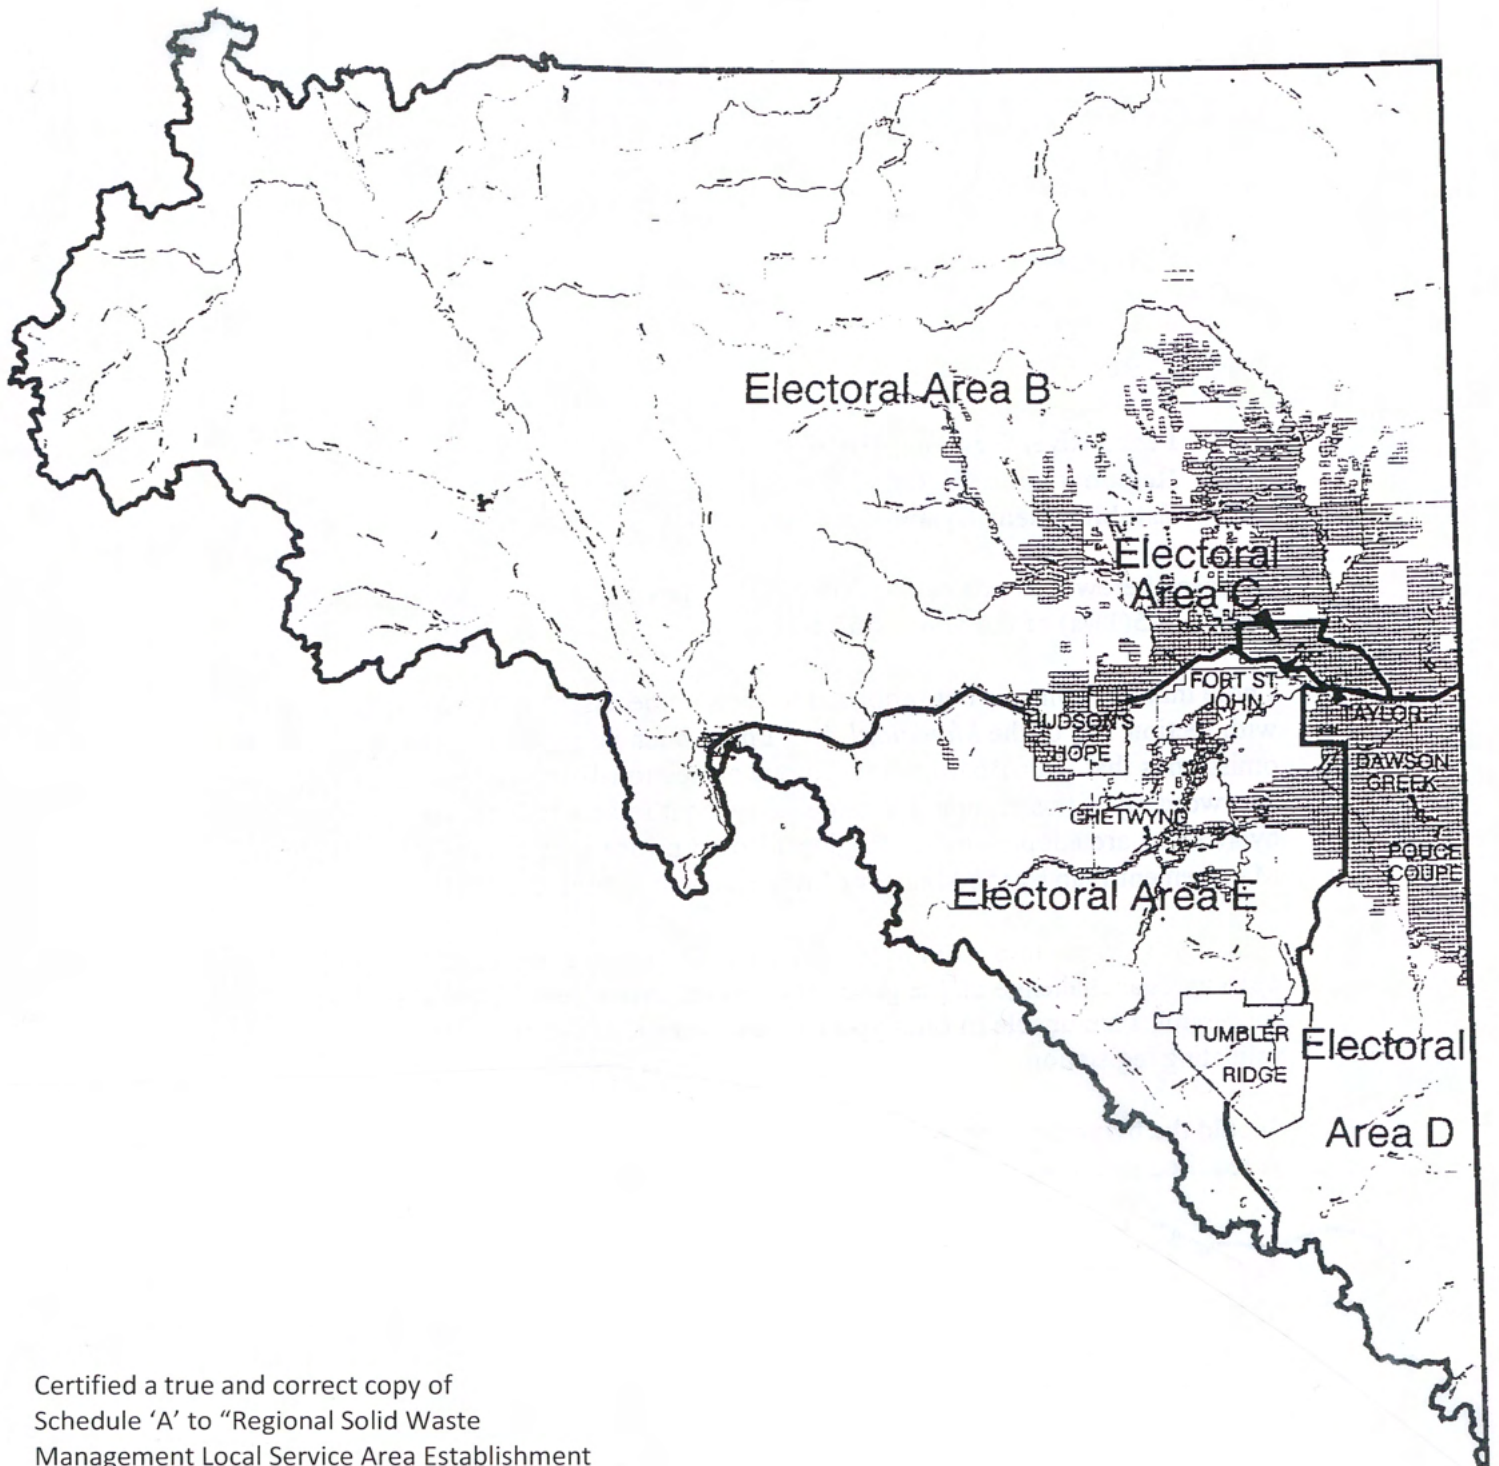 Electoral Area B
Electoral
Area C
FORT ST.
JOHN
TAYLOR
HUDSON'S
HOPE
DAWSON
CREEK
CHETWYND
POUCE
COUPE
Electoral Area E
TUMBLER
RIDGE
Electoral
Area D
Certified a true and correct copy of
Schedule ‘A’ to “Regional Solid Waste
Management Local Service Area Establishment